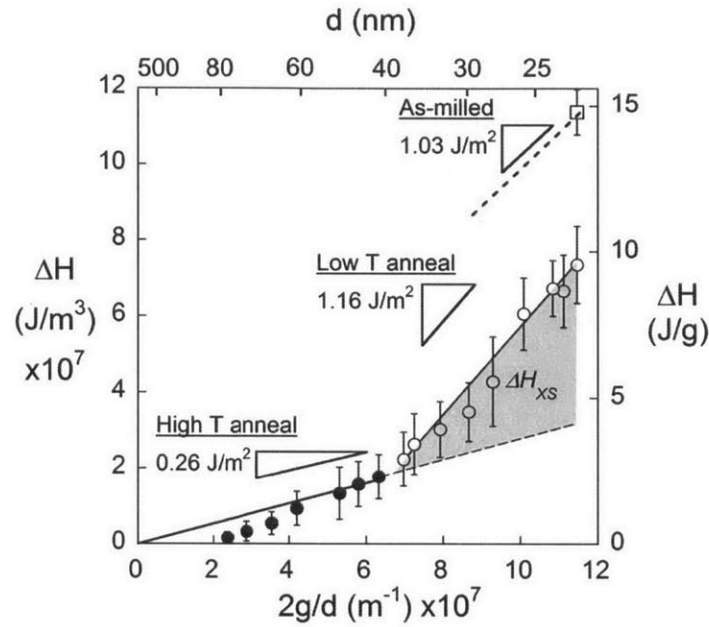 d (nm)
500 80 60 40 30 25
12
10
8
6
4
2
0
ΔH
(J/m³)
x10⁷
As-milled
1.03 J/m²
Low T anneal
1.16 J/m²
ΔH_XS
High T anneal
0.26 J/m²
15
10
5
0
ΔH
(J/g)
0 2 4 6 8 10 12
2g/d (m⁻¹) x10⁷